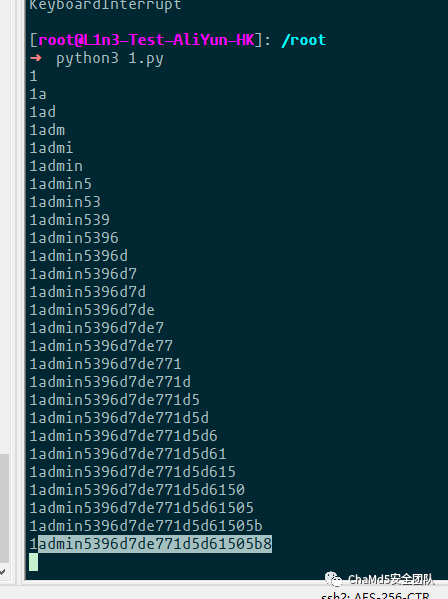 KeyboardInterrupt
[root@L1n3-Test-AliYun-HK]: /root
➜ python3 1.py
1
1a
1ad
1adm
1admi
1admin
1admin5
1admin53
1admin539
1admin5396
1admin5396d
1admin5396d7
1admin5396d7d
1admin5396d7de
1admin5396d7de7
1admin5396d7de77
1admin5396d7de771
1admin5396d7de771d
1admin5396d7de771d5
1admin5396d7de771d5d
1admin5396d7de771d5d6
1admin5396d7de771d5d61
1admin5396d7de771d5d615
1admin5396d7de771d5d6150
1admin5396d7de771d5d61505
1admin5396d7de771d5d61505b
1admin5396d7de771d5d61505b8
ChaMd5安全团队
ssh2: AES-256-CTR